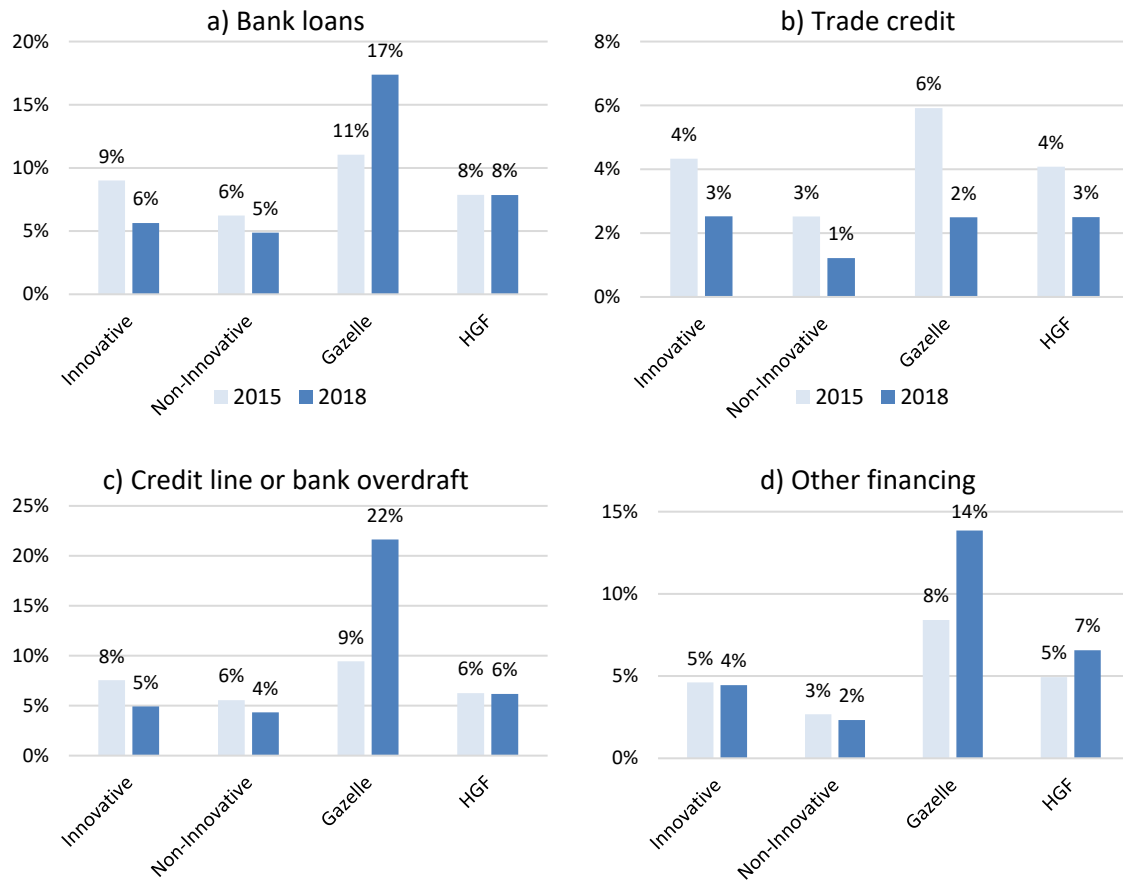 a) Bank loans
20%
15%
10%
5%
0%
9%
6%
6%
5%
11%
17%
8%
8%
Innovative
Non-Innovative
Gazelle
HGF
2015 2018
b) Trade credit
8%
6%
4%
2%
0%
4%
3%
3%
1%
6%
2%
4%
3%
Innovative
Non-Innovative
Gazelle
HGF
2015 2018
c) Credit line or bank overdraft
25%
20%
15%
10%
5%
0%
8%
5%
6%
4%
9%
22%
6%
6%
Innovative
Non-Innovative
Gazelle
HGF
d) Other financing
15%
10%
5%
0%
5%
4%
3%
2%
8%
14%
5%
7%
Innovative
Non-Innovative
Gazelle
HGF